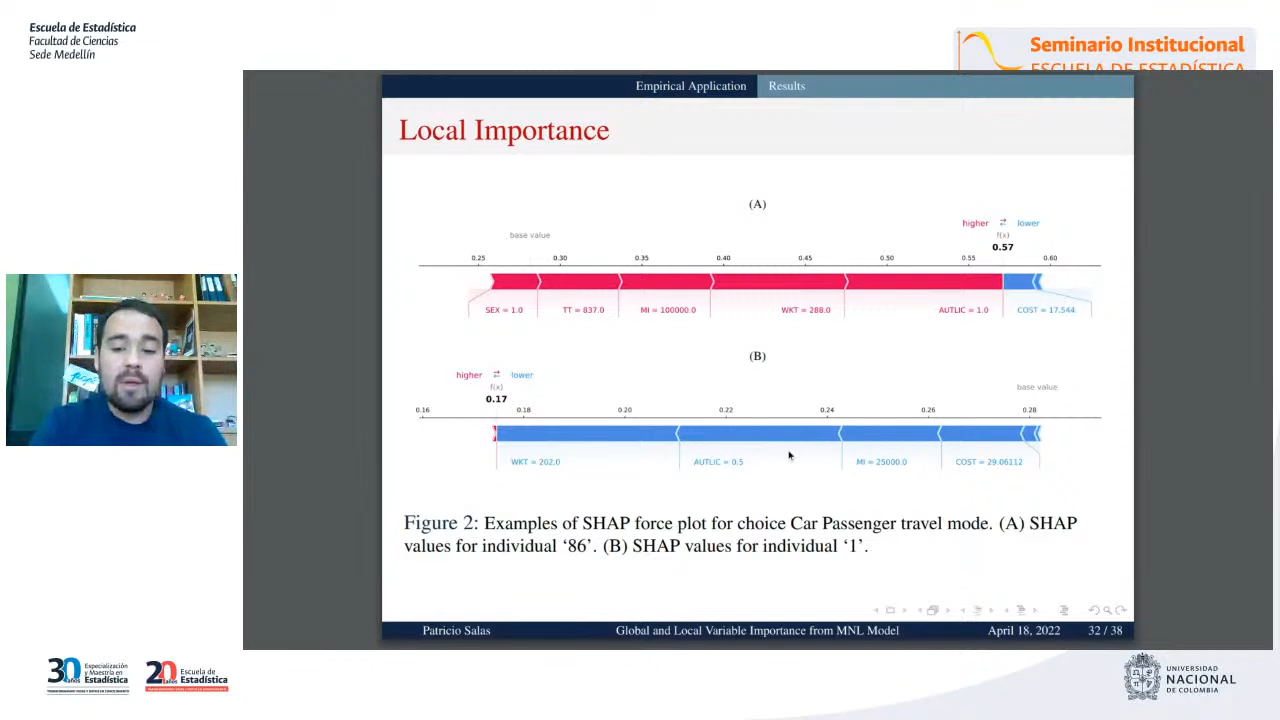 Escuela de Estadística
Facultad de Ciencias
Sede Medellín
Seminario Institucional
ESCUELA DE ESTADÍSTICA
Empirical Application Results
Local Importance
(A)
higher lower
base value f(x)
0.57
0.25 0.30 0.35 0.40 0.45 0.50 0.55 0.60
SEX = 1.0 TT = 837.0 MI = 100000.0 WKT = 288.0 AUTLIC = 1.0 COST = 17.544
(B)
higher lower
f(x) base value
0.17
0.16 0.18 0.20 0.22 0.24 0.26 0.28
WKT = 202.0 AUTLIC = 0.5 MI = 25000.0 COST = 29.06112
Figure 2: Examples of SHAP force plot for choice Car Passenger travel mode. (A) SHAP
values for individual ‘86’. (B) SHAP values for individual ‘1’.
Patricio Salas Global and Local Variable Importance from MNL Model April 18, 2022 32 / 38
30 años Especialización y Maestría en Estadística
20 años Escuela de Estadística
UNIVERSIDAD
NACIONAL
DE COLOMBIA